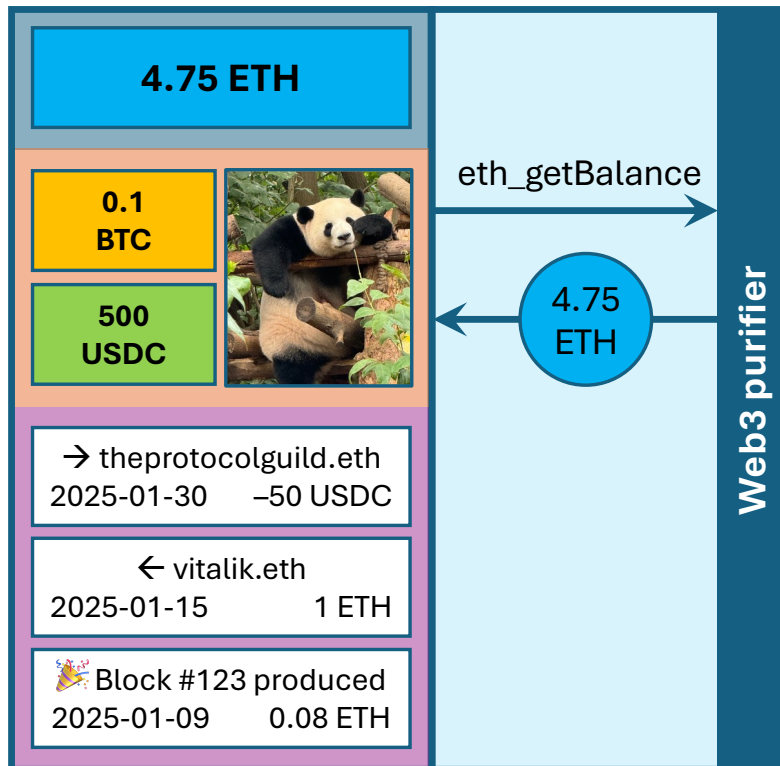 4.75 ETH
0.1
BTC
500
USDC
→ theprotocolguild.eth
2025-01-30 –50 USDC
← vitalik.eth
2025-01-15 1 ETH
🎉 Block #123 produced
2025-01-09 0.08 ETH
eth_getBalance
4.75
ETH
Web3 purifier